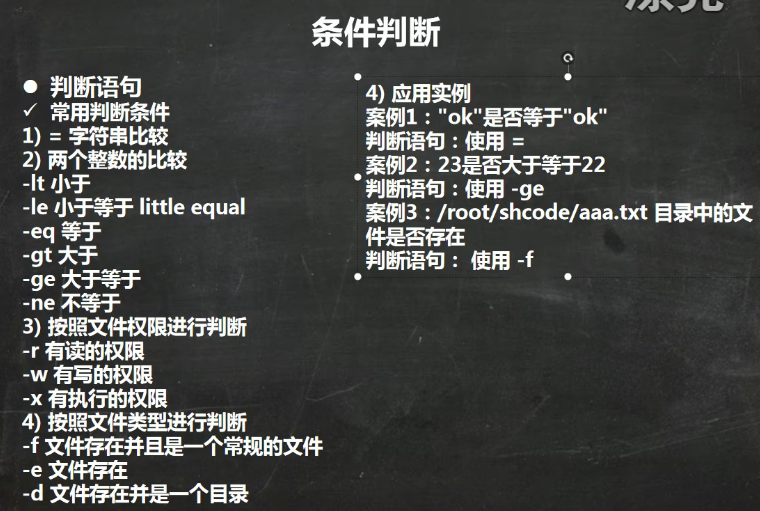 条件判断
● 判断语句
✓ 常用判断条件
1) = 字符串比较
2) 两个整数的比较
-lt 小于
-le 小于等于 little equal
-eq 等于
-gt 大于
-ge 大于等于
-ne 不等于
3) 按照文件权限进行判断
-r 有读的权限
-w 有写的权限
-x 有执行的权限
4) 按照文件类型进行判断
-f 文件存在并且是一个常规的文件
-e 文件存在
-d 文件存在并是一个目录
4) 应用实例
案例1："ok"是否等于"ok"
判断语句：使用 =
案例2：23是否大于等于22
判断语句：使用 -ge
案例3：/root/shcode/aaa.txt 目录中的文
件是否存在
判断语句： 使用 -f